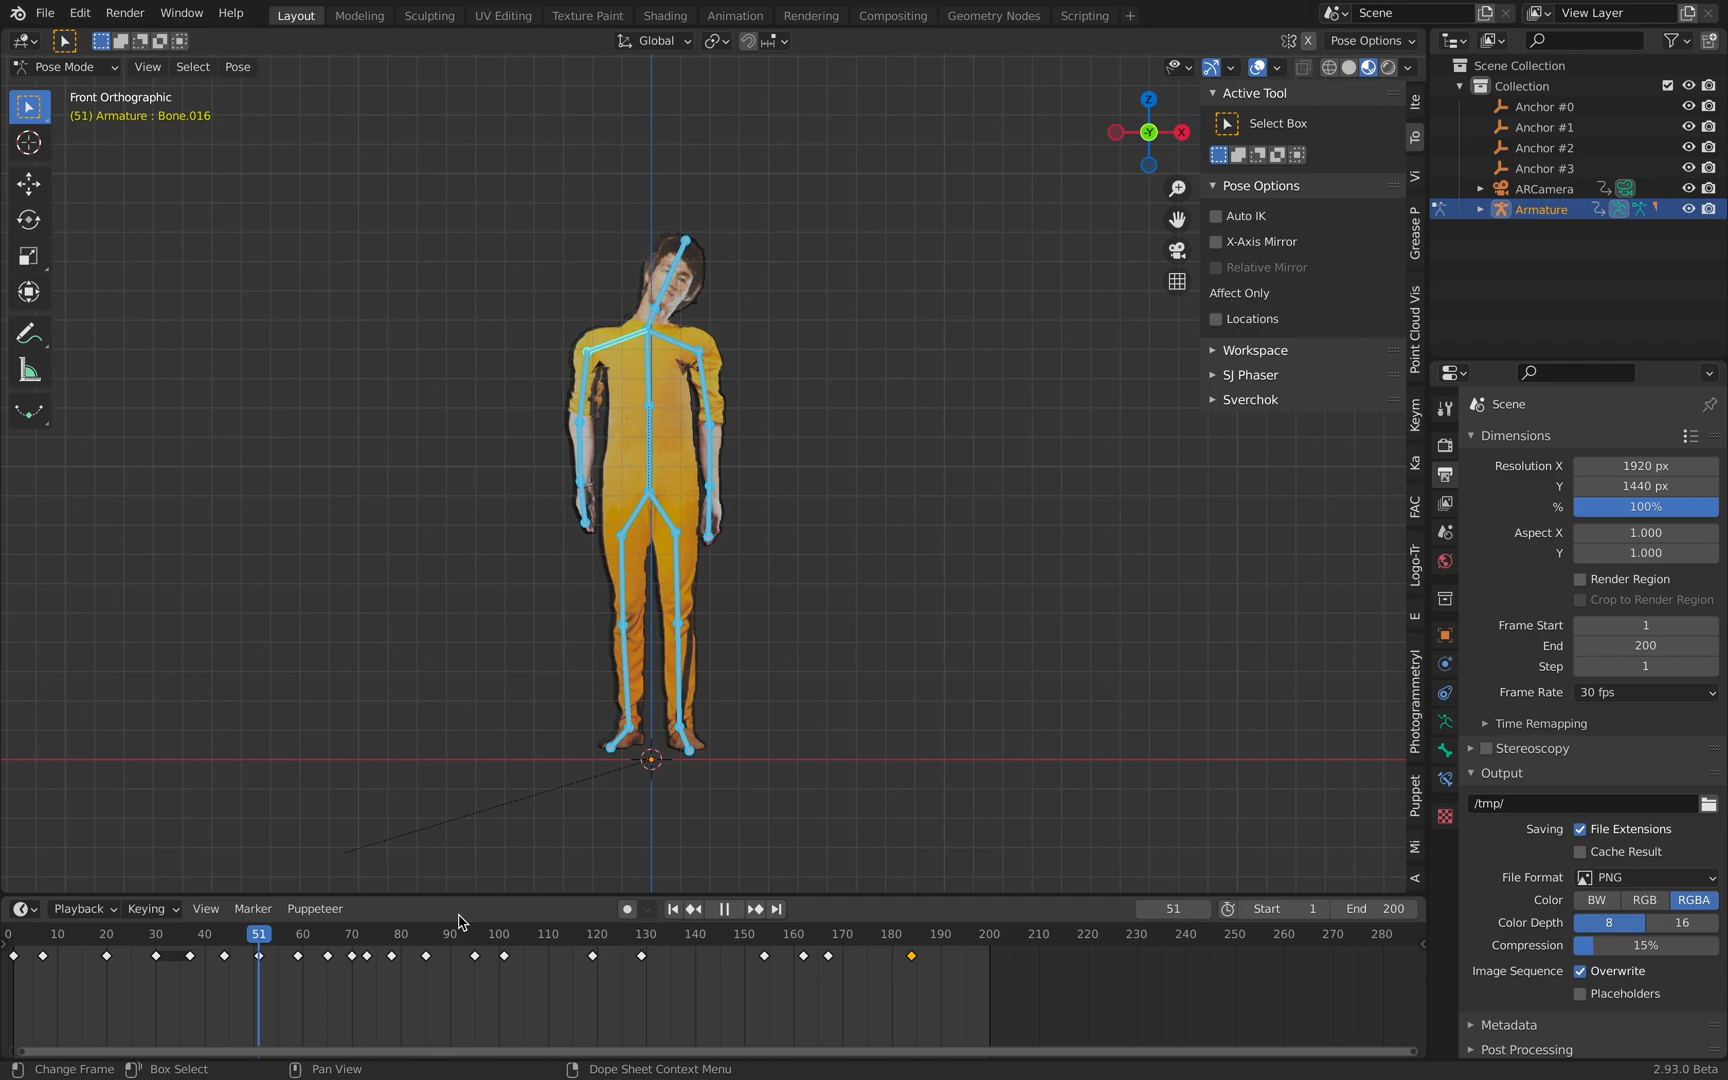 File Edit Render Window Help Layout Modeling Sculpting UV Editing Texture Paint Shading Animation Rendering Compositing Geometry Nodes Scripting + Scene View Layer
Global Pose Options
X
Pose Mode View Select Pose
Front Orthographic
(51) Armature : Bone.016
Z
-Y
X
Active Tool
Select Box
Pose Options
Auto IK
X-Axis Mirror
Relative Mirror
Affect Only
Locations
Workspace
SJ Phaser
Sverchok
Ite
To
Vi
Grease P
Point Cloud Vis
Keym
Ka
FAC
Logo-Tr
E
Photogrammetry I
Puppet
Mi
A
Scene Collection
Collection
Anchor #0
Anchor #1
Anchor #2
Anchor #3
ARCamera
Armature
Scene
Dimensions
Resolution X 1920 px
Y 1440 px
% 100%
Aspect X 1.000
Y 1.000
Render Region
Crop to Render Region
Frame Start 1
End 200
Step 1
Frame Rate 30 fps
Time Remapping
Stereoscopy
Output
/tmp/
Saving File Extensions
Cache Result
File Format PNG
Color BW RGB RGBA
Color Depth 8 16
Compression 15%
Image Sequence Overwrite
Placeholders
Metadata
Post Processing
Playback Keying View Marker Puppeteer 51 Start 1 End 200
0 10 20 30 40 51 60 70 80 90 100 110 120 130 140 150 160 170 180 190 200 210 220 230 240 250 260 270 280
Change Frame Box Select Pan View Dope Sheet Context Menu 2.93.0 Beta